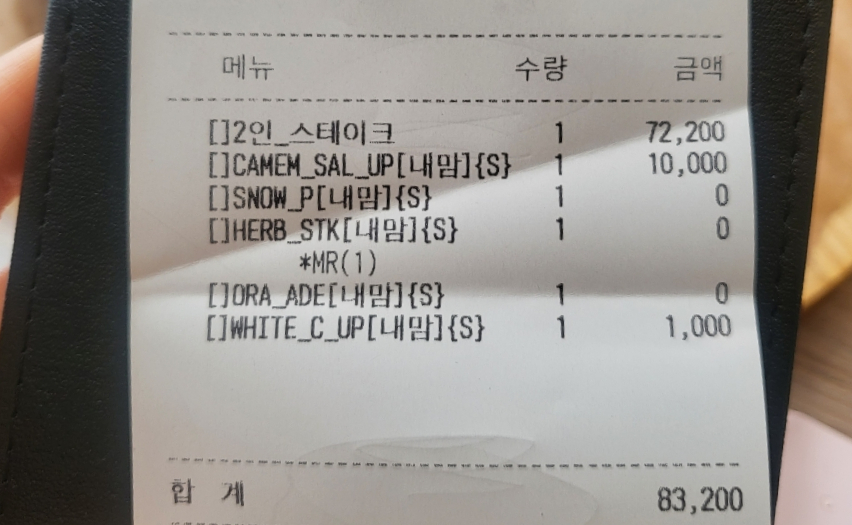 메뉴 수량 금액
[]2인_스테이크 1 72,200
[]CAMEM_SAL_UP[내맘]{S} 1 10,000
[]SNOW_P[내맘]{S} 1 0
[]HERB_STK[내맘]{S} 1 0
*MR(1)
[]ORA_ADE[내맘]{S} 1 0
[]WHITE_C_UP[내맘]{S} 1 1,000
합 계 83,200